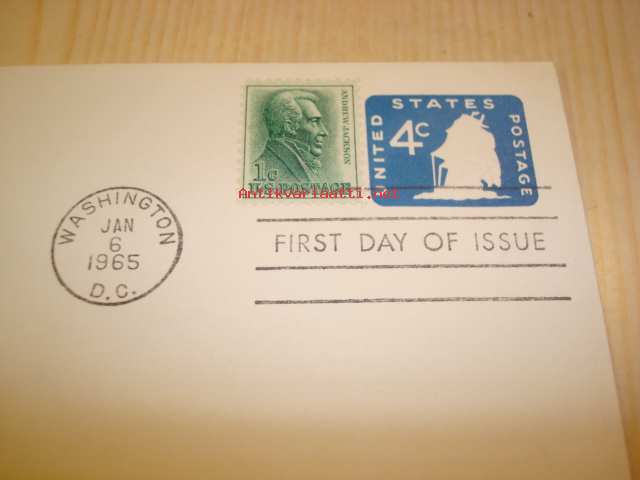 WASHINGTON
JAN
6
1965
D.C.
ANDREW JACKSON
1c
U.S. POSTAGE
UNITED STATES POSTAGE
4c
Antikvariaatti.net
FIRST DAY OF ISSUE